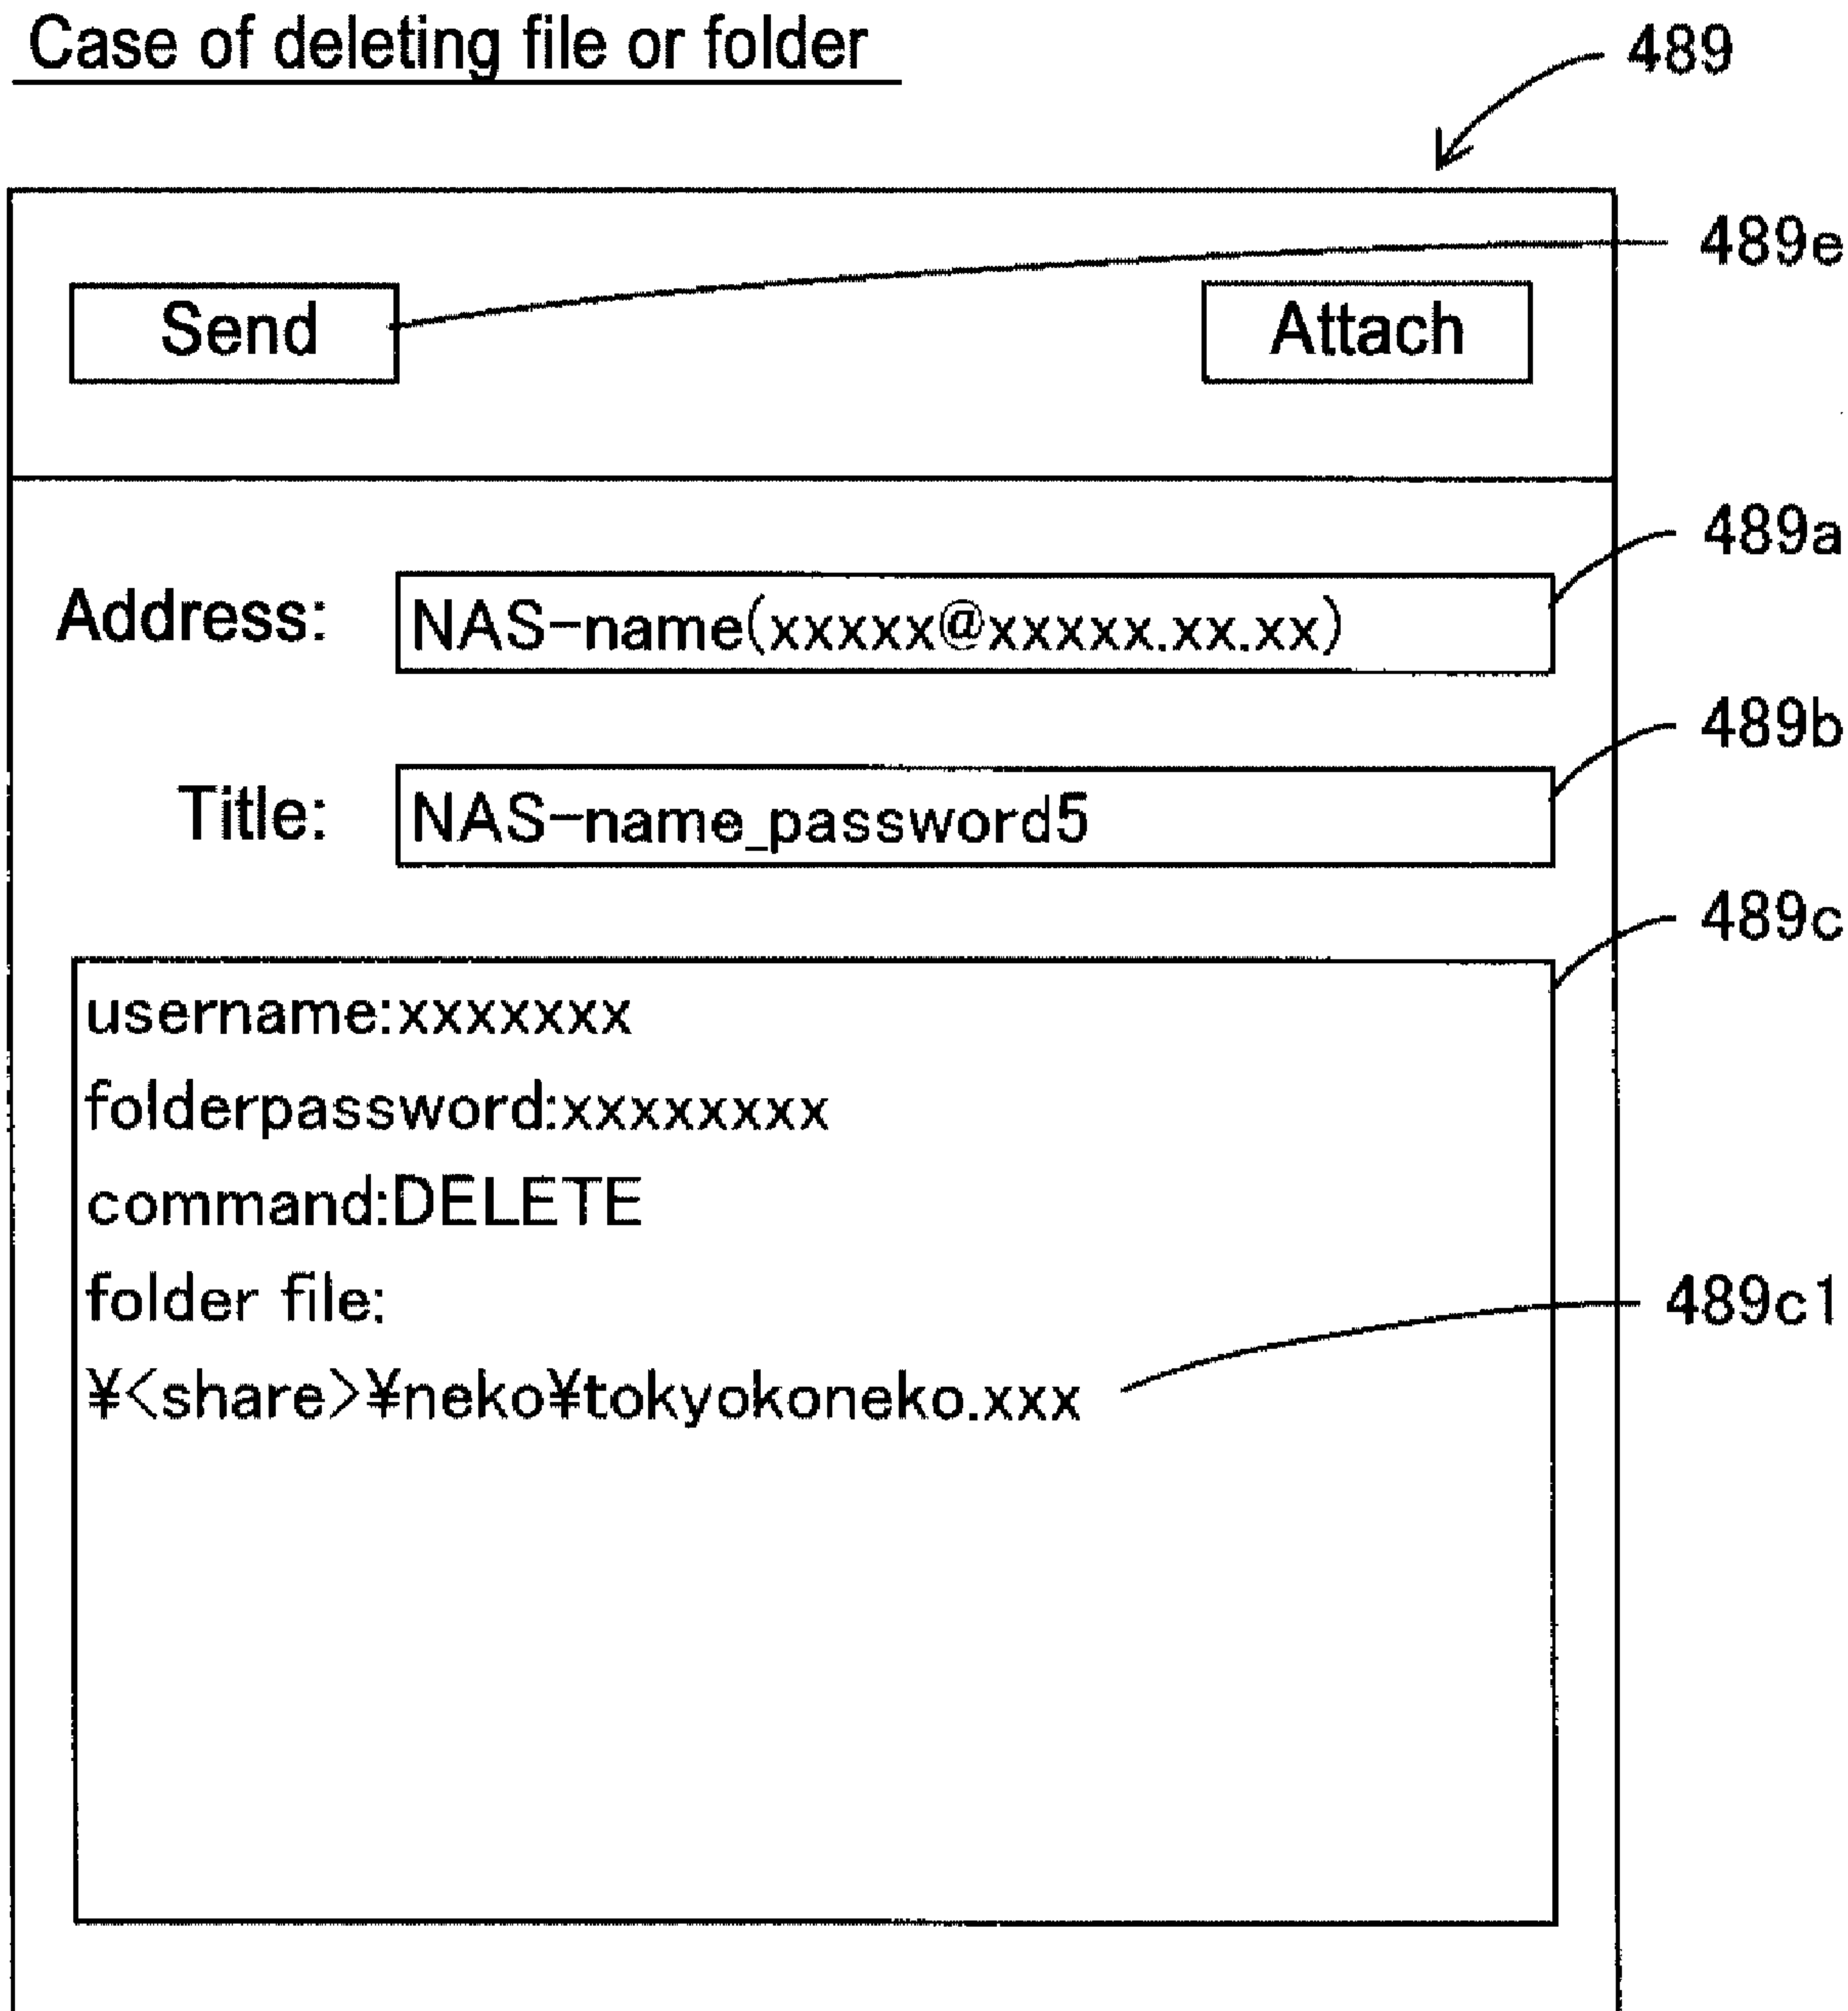 Case of deleting file or folder
489
489e
Send
Attach
489a
Address: NAS-name(xxxxx@xxxxx.xx.xx)
489b
Title: NAS-name_password5
489c
username:xxxxxxx
folderpassword:xxxxxxxx
command:DELETE
folder file:
489c1
¥<share>¥neko¥tokyokoneko.xxx